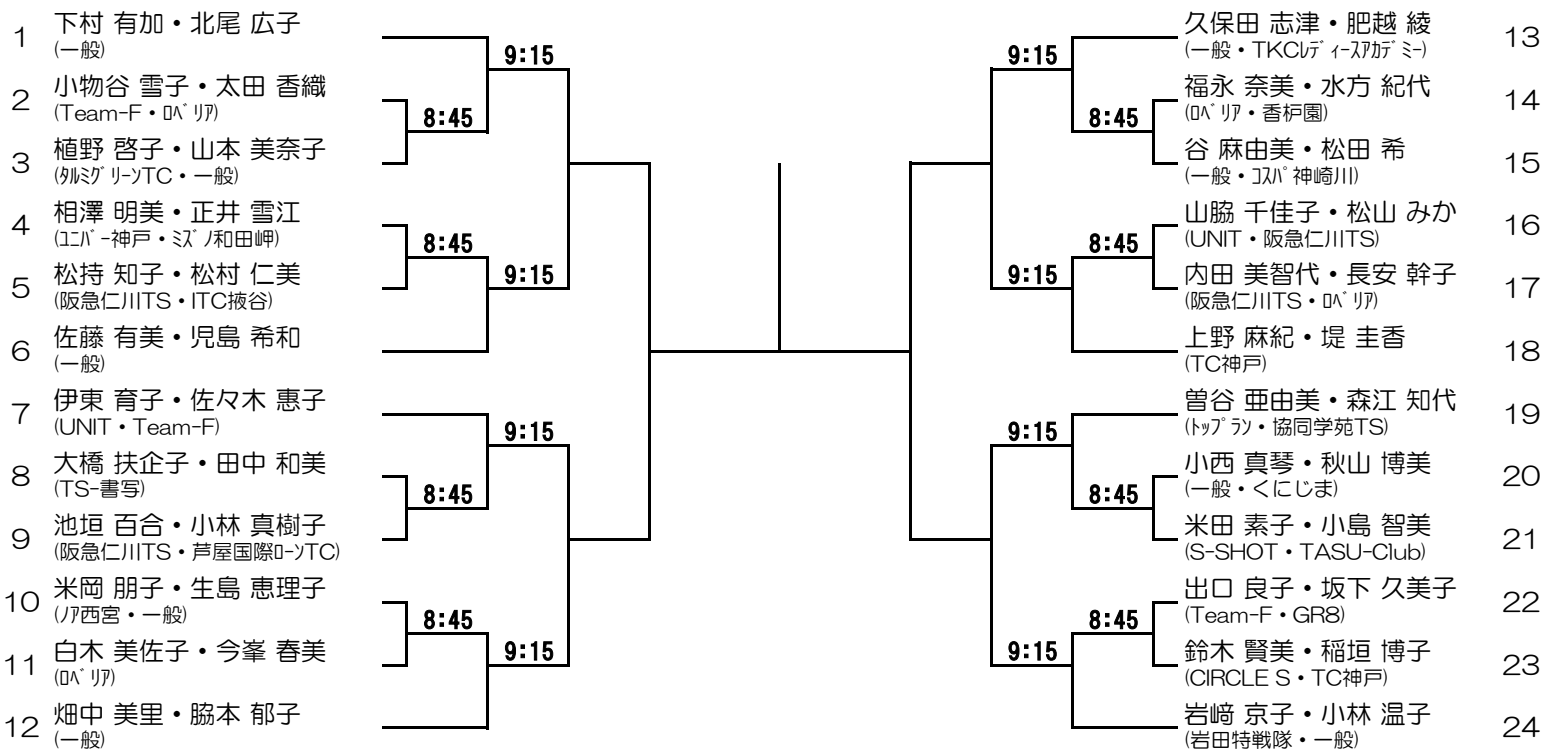 1 下村 有加・北尾 広子
(一般)
2 小物谷 雪子・太田 香織
(Team-F・ﾛﾍﾞﾘｱ)
3 植野 啓子・山本 美奈子
(ﾀﾙﾐｸﾞﾘｰﾝTC・一般)
4 相澤 明美・正井 雪江
(ﾕﾆﾊﾞｰ神戸・ﾐｽﾞﾉ和田岬)
5 松持 知子・松村 仁美
(阪急仁川TS・ITC掖谷)
6 佐藤 有美・児島 希和
(一般)
7 伊東 育子・佐々木 惠子
(UNIT・Team-F)
8 大橋 扶企子・田中 和美
(TS-書写)
9 池垣 百合・小林 真樹子
(阪急仁川TS・芦屋国際ﾛｰﾝTC)
10 米岡 朋子・生島 恵理子
(ﾉｱ西宮・一般)
11 白木 美佐子・今峯 春美
(ﾛﾍﾞﾘｱ)
12 畑中 美里・脇本 郁子
(一般)
9:15
8:45
8:45
9:15
9:15
8:45
8:45
9:15
9:15
8:45
8:45
9:15
9:15
8:45
8:45
9:15
久保田 志津・肥越 綾 13
(一般・TKCﾚﾃﾞｨｰｽｱｶﾃﾞﾐｰ)
福永 奈美・水方 紀代 14
(ﾛﾍﾞﾘｱ・香枦園)
谷 麻由美・松田 希 15
(一般・ｺｽﾊﾟ神崎川)
山脇 千佳子・松山 みか 16
(UNIT・阪急仁川TS)
内田 美智代・長安 幹子 17
(阪急仁川TS・ﾛﾍﾞﾘｱ)
上野 麻紀・堤 圭香 18
(TC神戸)
曽谷 亜由美・森江 知代 19
(ﾄｯﾌﾟﾗﾝ・協同学苑TS)
小西 真琴・秋山 博美 20
(一般・くにじま)
米田 素子・小島 智美 21
(S-SHOT・TASU-Club)
出口 良子・坂下 久美子 22
(Team-F・GR8)
鈴木 賢美・稲垣 博子 23
(CIRCLE S・TC神戸)
岩﨑 京子・小林 温子 24
(岩田特戦隊・一般)